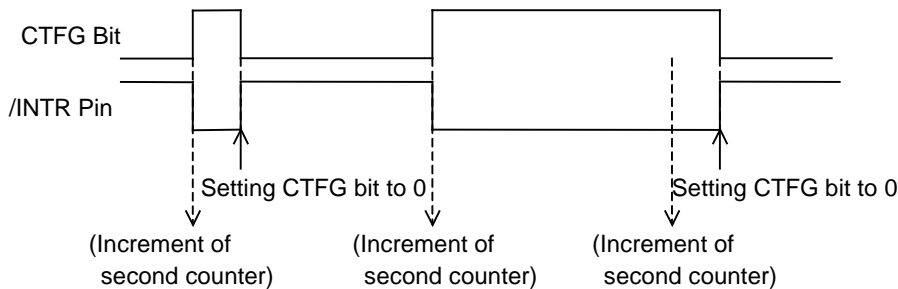 CTFG Bit
/INTR Pin
Setting CTFG bit to 0
Setting CTFG bit to 0
(Increment of
second counter)
(Increment of
second counter)
(Increment of
second counter)